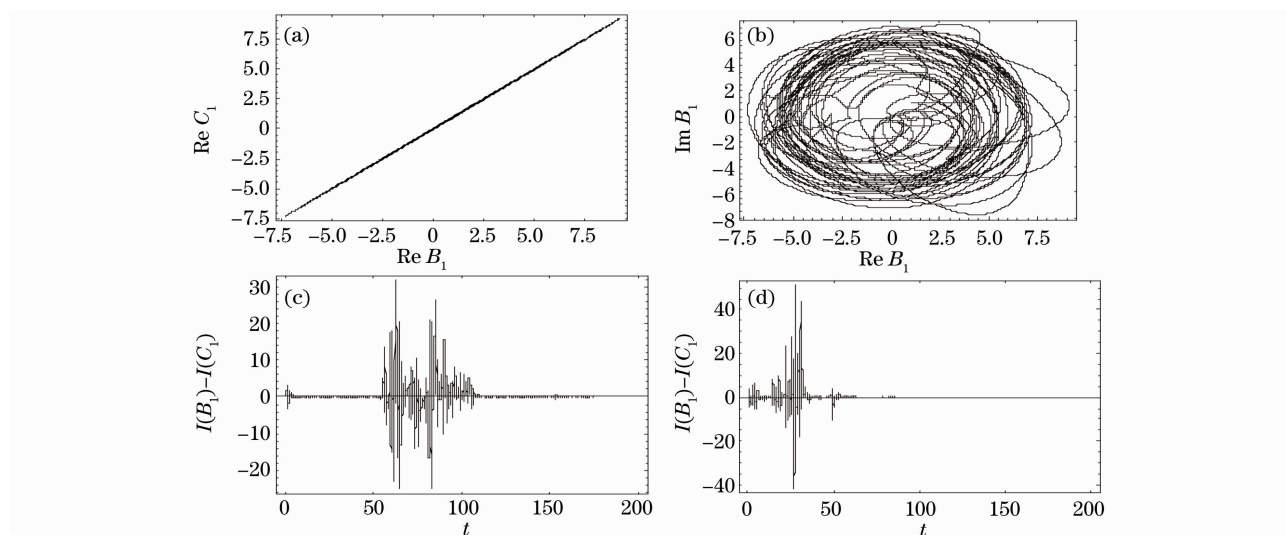 (a)
Re C1
7.5
5.0
2.5
0
−2.5
−5.0
−7.5
−7.5 −5.0 −2.5 0 2.5 5.0 7.5
Re B1
(b)
Im B1
6
4
2
0
−2
−4
−6
−8
−7.5 −5.0 −2.5 0 2.5 5.0 7.5
Re B1
(c)
I(B1)−I(C1)
30
20
10
0
−10
−20
0 50 100 150 200
t
(d)
I(B1)−I(C1)
40
20
0
−20
−40
0 50 100 150 200
t